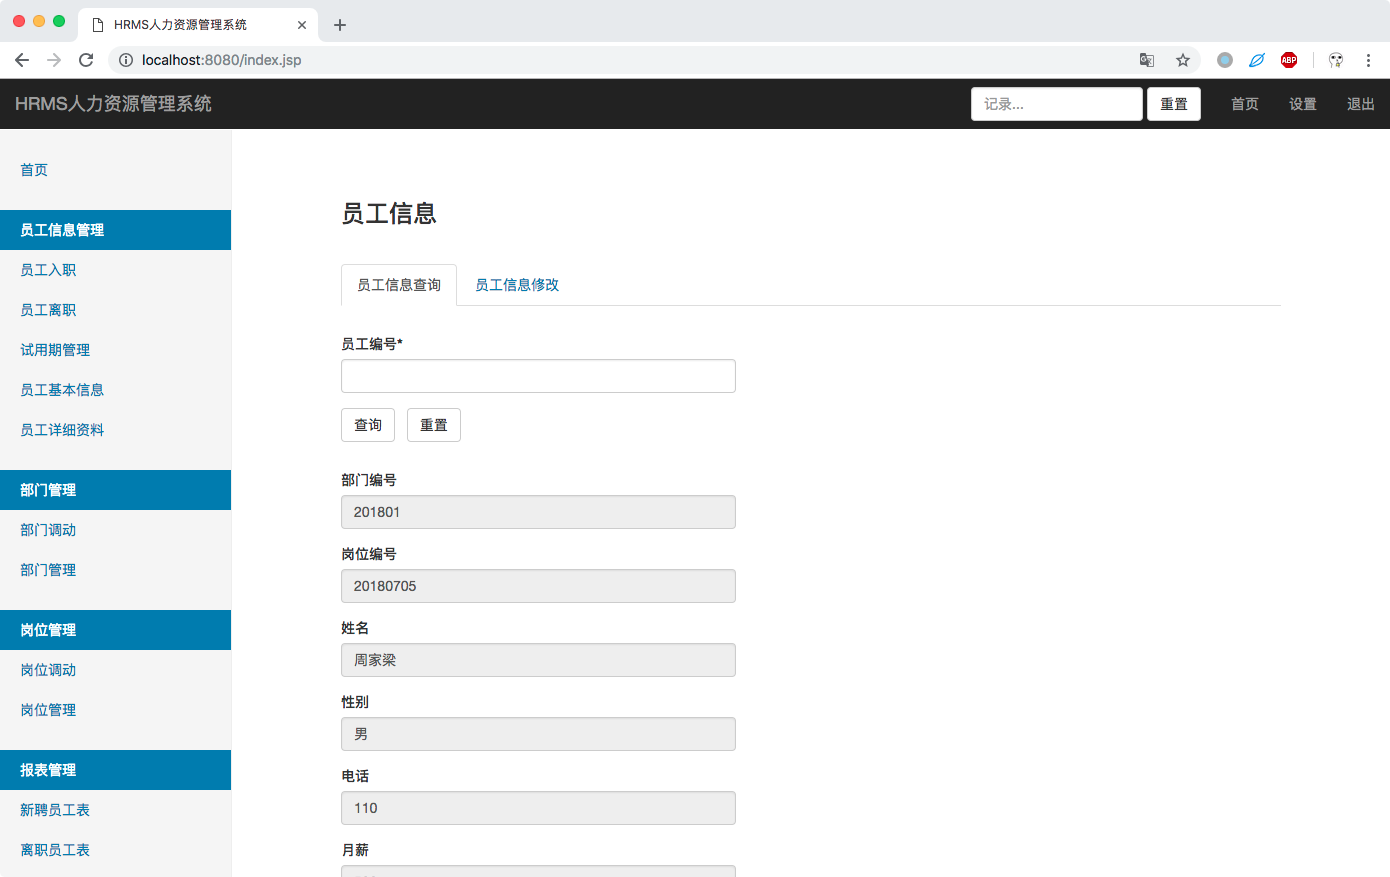 HRMS人力资源管理系统
localhost:8080/index.jsp
ABP
HRMS人力资源管理系统
记录...
重置
首页
设置
退出
首页
员工信息管理
员工入职
员工离职
试用期管理
员工基本信息
员工详细资料
部门管理
部门调动
部门管理
岗位管理
岗位调动
岗位管理
报表管理
新聘员工表
离职员工表
员工信息
员工信息查询
员工信息修改
员工编号*
查询
重置
部门编号
201801
岗位编号
20180705
姓名
周家梁
性别
男
电话
110
月薪